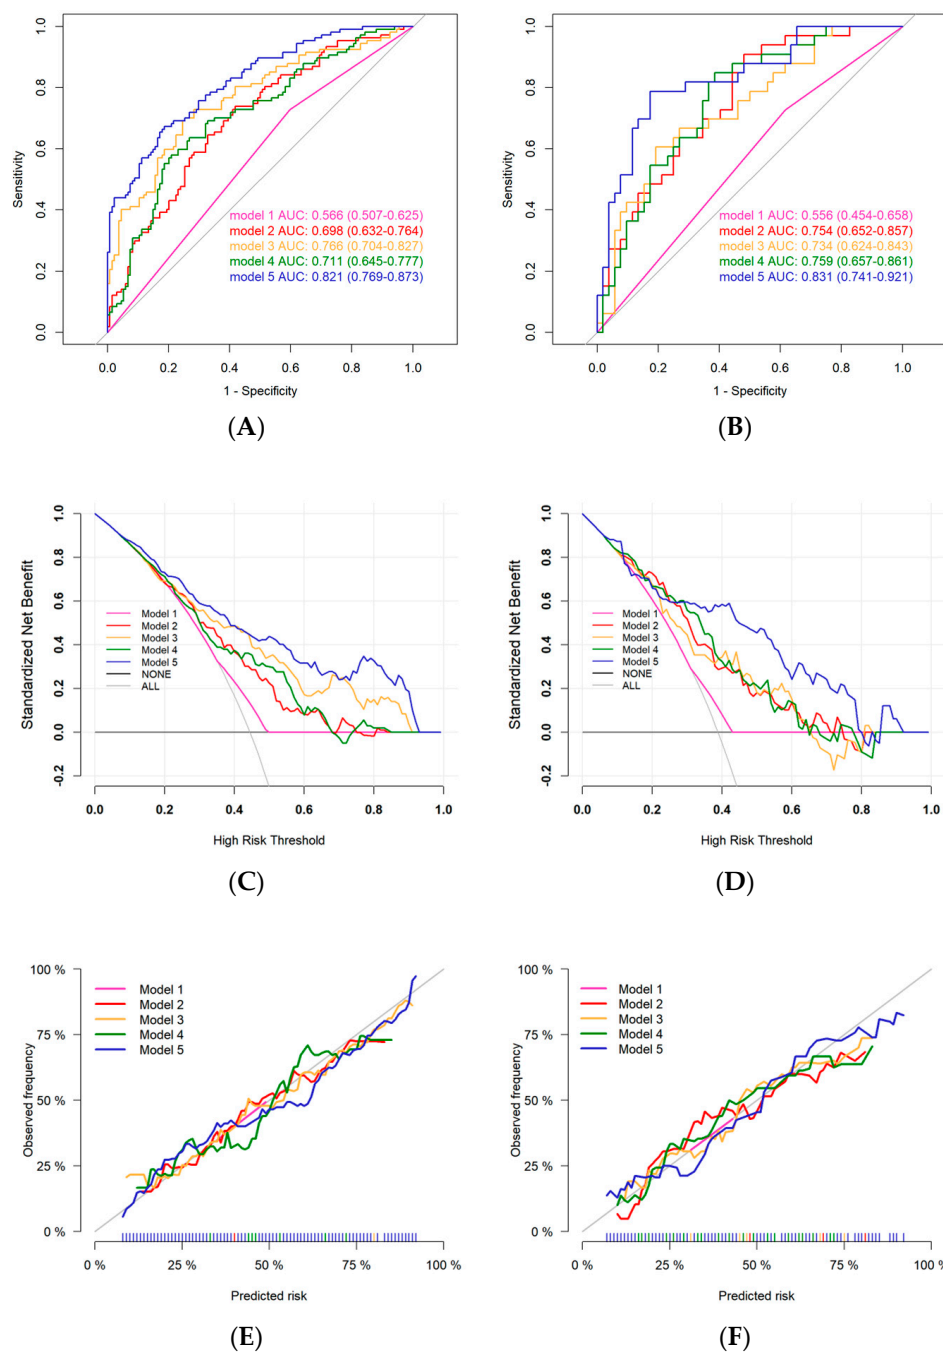 1.0
0.8
0.6
0.4
0.2
0.0
Sensitivity
model 1 AUC: 0.566 (0.507-0.625)
model 2 AUC: 0.698 (0.632-0.764)
model 3 AUC: 0.766 (0.704-0.827)
model 4 AUC: 0.711 (0.645-0.777)
model 5 AUC: 0.821 (0.769-0.873)
0.0 0.2 0.4 0.6 0.8 1.0
1 - Specificity
(A)
1.0
0.8
0.6
0.4
0.2
0.0
Sensitivity
model 1 AUC: 0.556 (0.454-0.658)
model 2 AUC: 0.754 (0.652-0.857)
model 3 AUC: 0.734 (0.624-0.843)
model 4 AUC: 0.759 (0.657-0.861)
model 5 AUC: 0.831 (0.741-0.921)
0.0 0.2 0.4 0.6 0.8 1.0
1 - Specificity
(B)
1.0
0.8
0.6
0.4
0.2
0.0
-0.2
Standardized Net Benefit
Model 1
Model 2
Model 3
Model 4
Model 5
NONE
ALL
0.0 0.2 0.4 0.6 0.8 1.0
High Risk Threshold
(C)
1.0
0.8
0.6
0.4
0.2
0.0
-0.2
Standardized Net Benefit
Model 1
Model 2
Model 3
Model 4
Model 5
NONE
ALL
0.0 0.2 0.4 0.6 0.8 1.0
High Risk Threshold
(D)
100 %
75 %
50 %
25 %
0 %
Observed frequency
Model 1
Model 2
Model 3
Model 4
Model 5
0 % 25 % 50 % 75 % 100 %
Predicted risk
(E)
100 %
75 %
50 %
25 %
0 %
Observed frequency
Model 1
Model 2
Model 3
Model 4
Model 5
0 % 25 % 50 % 75 % 100 %
Predicted risk
(F)